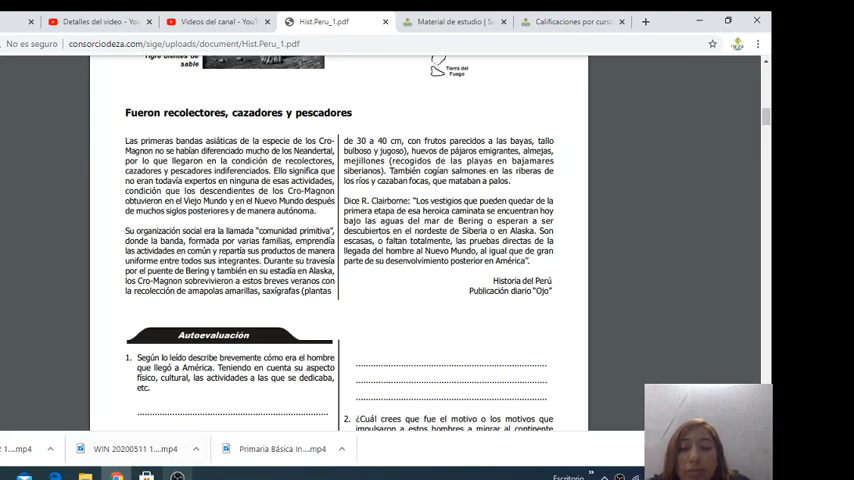 Detalles del video - You
Videos del canal - YouT
Hist.Peru_1.pdf
Material de estudio | Si
Calificaciones por curs
No es seguro
consorciodeza.com/sige/uploads/document/Hist.Peru_1.pdf
DEZA
Tigre dientes de
sable
Tierra del
Fuego
Fueron recolectores, cazadores y pescadores
Las primeras bandas asiáticas de la especie de los Cro-
Magnon no se habían diferenciado mucho de los Neandertal,
por lo que llegaron en la condición de recolectores,
cazadores y pescadores indiferenciados. Ello significa que
no eran todavía expertos en ninguna de esas actividades,
condición que los descendientes de los Cro-Magnon
obtuvieron en el Viejo Mundo y en el Nuevo Mundo después
de muchos siglos posteriores y de manera autónoma.
Su organización social era la llamada "comunidad primitiva",
donde la banda, formada por varias familias, emprendía
las actividades en común y repartía sus productos de manera
uniforme entre todos sus integrantes. Durante su travesía
por el puente de Bering y también en su estadía en Alaska,
los Cro-Magnon sobrevivieron a estos breves veranos con
la recolección de amapolas amarillas, saxígrafas (plantas
de 30 a 40 cm, con frutos parecidos a las bayas, tallo
bulboso y jugoso), huevos de pájaros emigrantes, almejas,
mejillones (recogidos de las playas en bajamares
siberianos). También cogían salmones en las riberas de
los ríos y cazaban focas, que mataban a palos.
Dice R. Clairborne: "Los vestigios que pueden quedar de la
primera etapa de esa heroica caminata se encuentran hoy
bajo las aguas del mar de Bering o esperan a ser
descubiertos en el nordeste de Siberia o en Alaska. Son
escasas, o faltan totalmente, las pruebas directas de la
llegada del hombre al Nuevo Mundo, al igual que de gran
parte de su desenvolvimiento posterior en América".
Historia del Perú
Publicación diario "Ojo"
Autoevaluación
1. Según lo leído describe brevemente cómo era el hombre
que llegó a América. Teniendo en cuenta su aspecto
físico, cultural, las actividades a las que se dedicaba,
etc.
2. ¿Cuál crees que fue el motivo o los motivos que
impulsaron a estos hombres a migrar al continente
1....mp4
WIN 20200511 1....mp4
Primaria Básica In....mp4
Escritorio